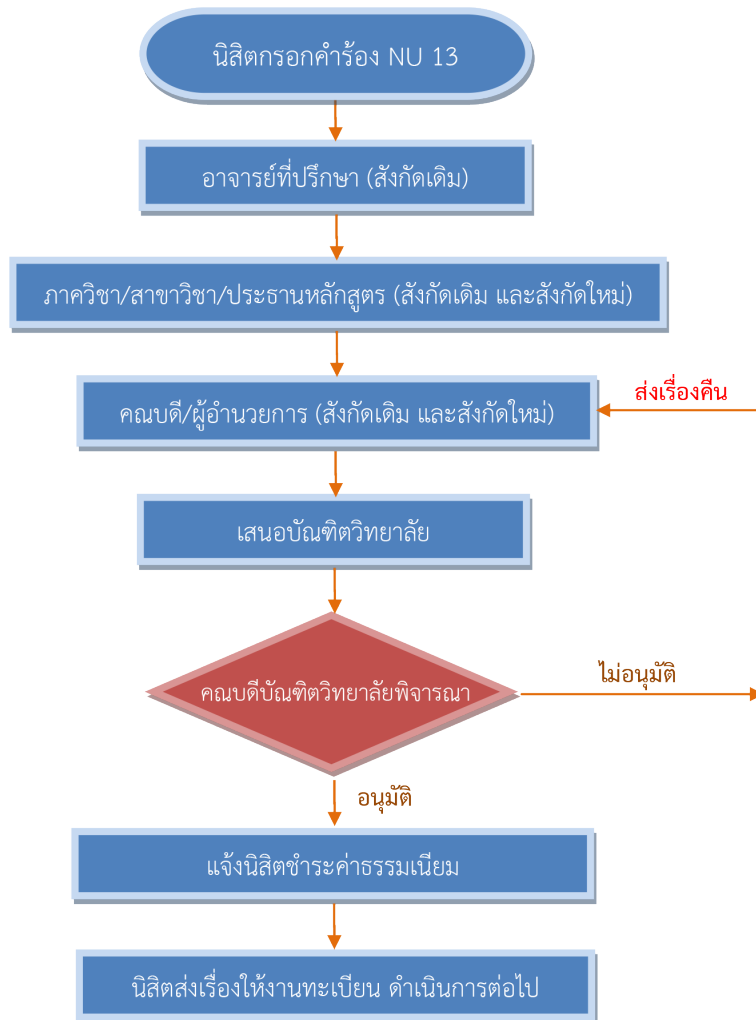 นิสิตกรอกคำร้อง NU 13
อาจารย์ที่ปรึกษา (สังกัดเดิม)
ภาควิชา/สาขาวิชา/ประธานหลักสูตร (สังกัดเดิม และสังกัดใหม่)
คณบดี/ผู้อำนวยการ (สังกัดเดิม และสังกัดใหม่)
ส่งเรื่องคืน
เสนอบัณฑิตวิทยาลัย
คณบดีบัณฑิตวิทยาลัยพิจารณา
ไม่อนุมัติ
อนุมัติ
แจ้งนิสิตชำระค่าธรรมเนียม
นิสิตส่งเรื่องให้งานทะเบียน ดำเนินการต่อไป